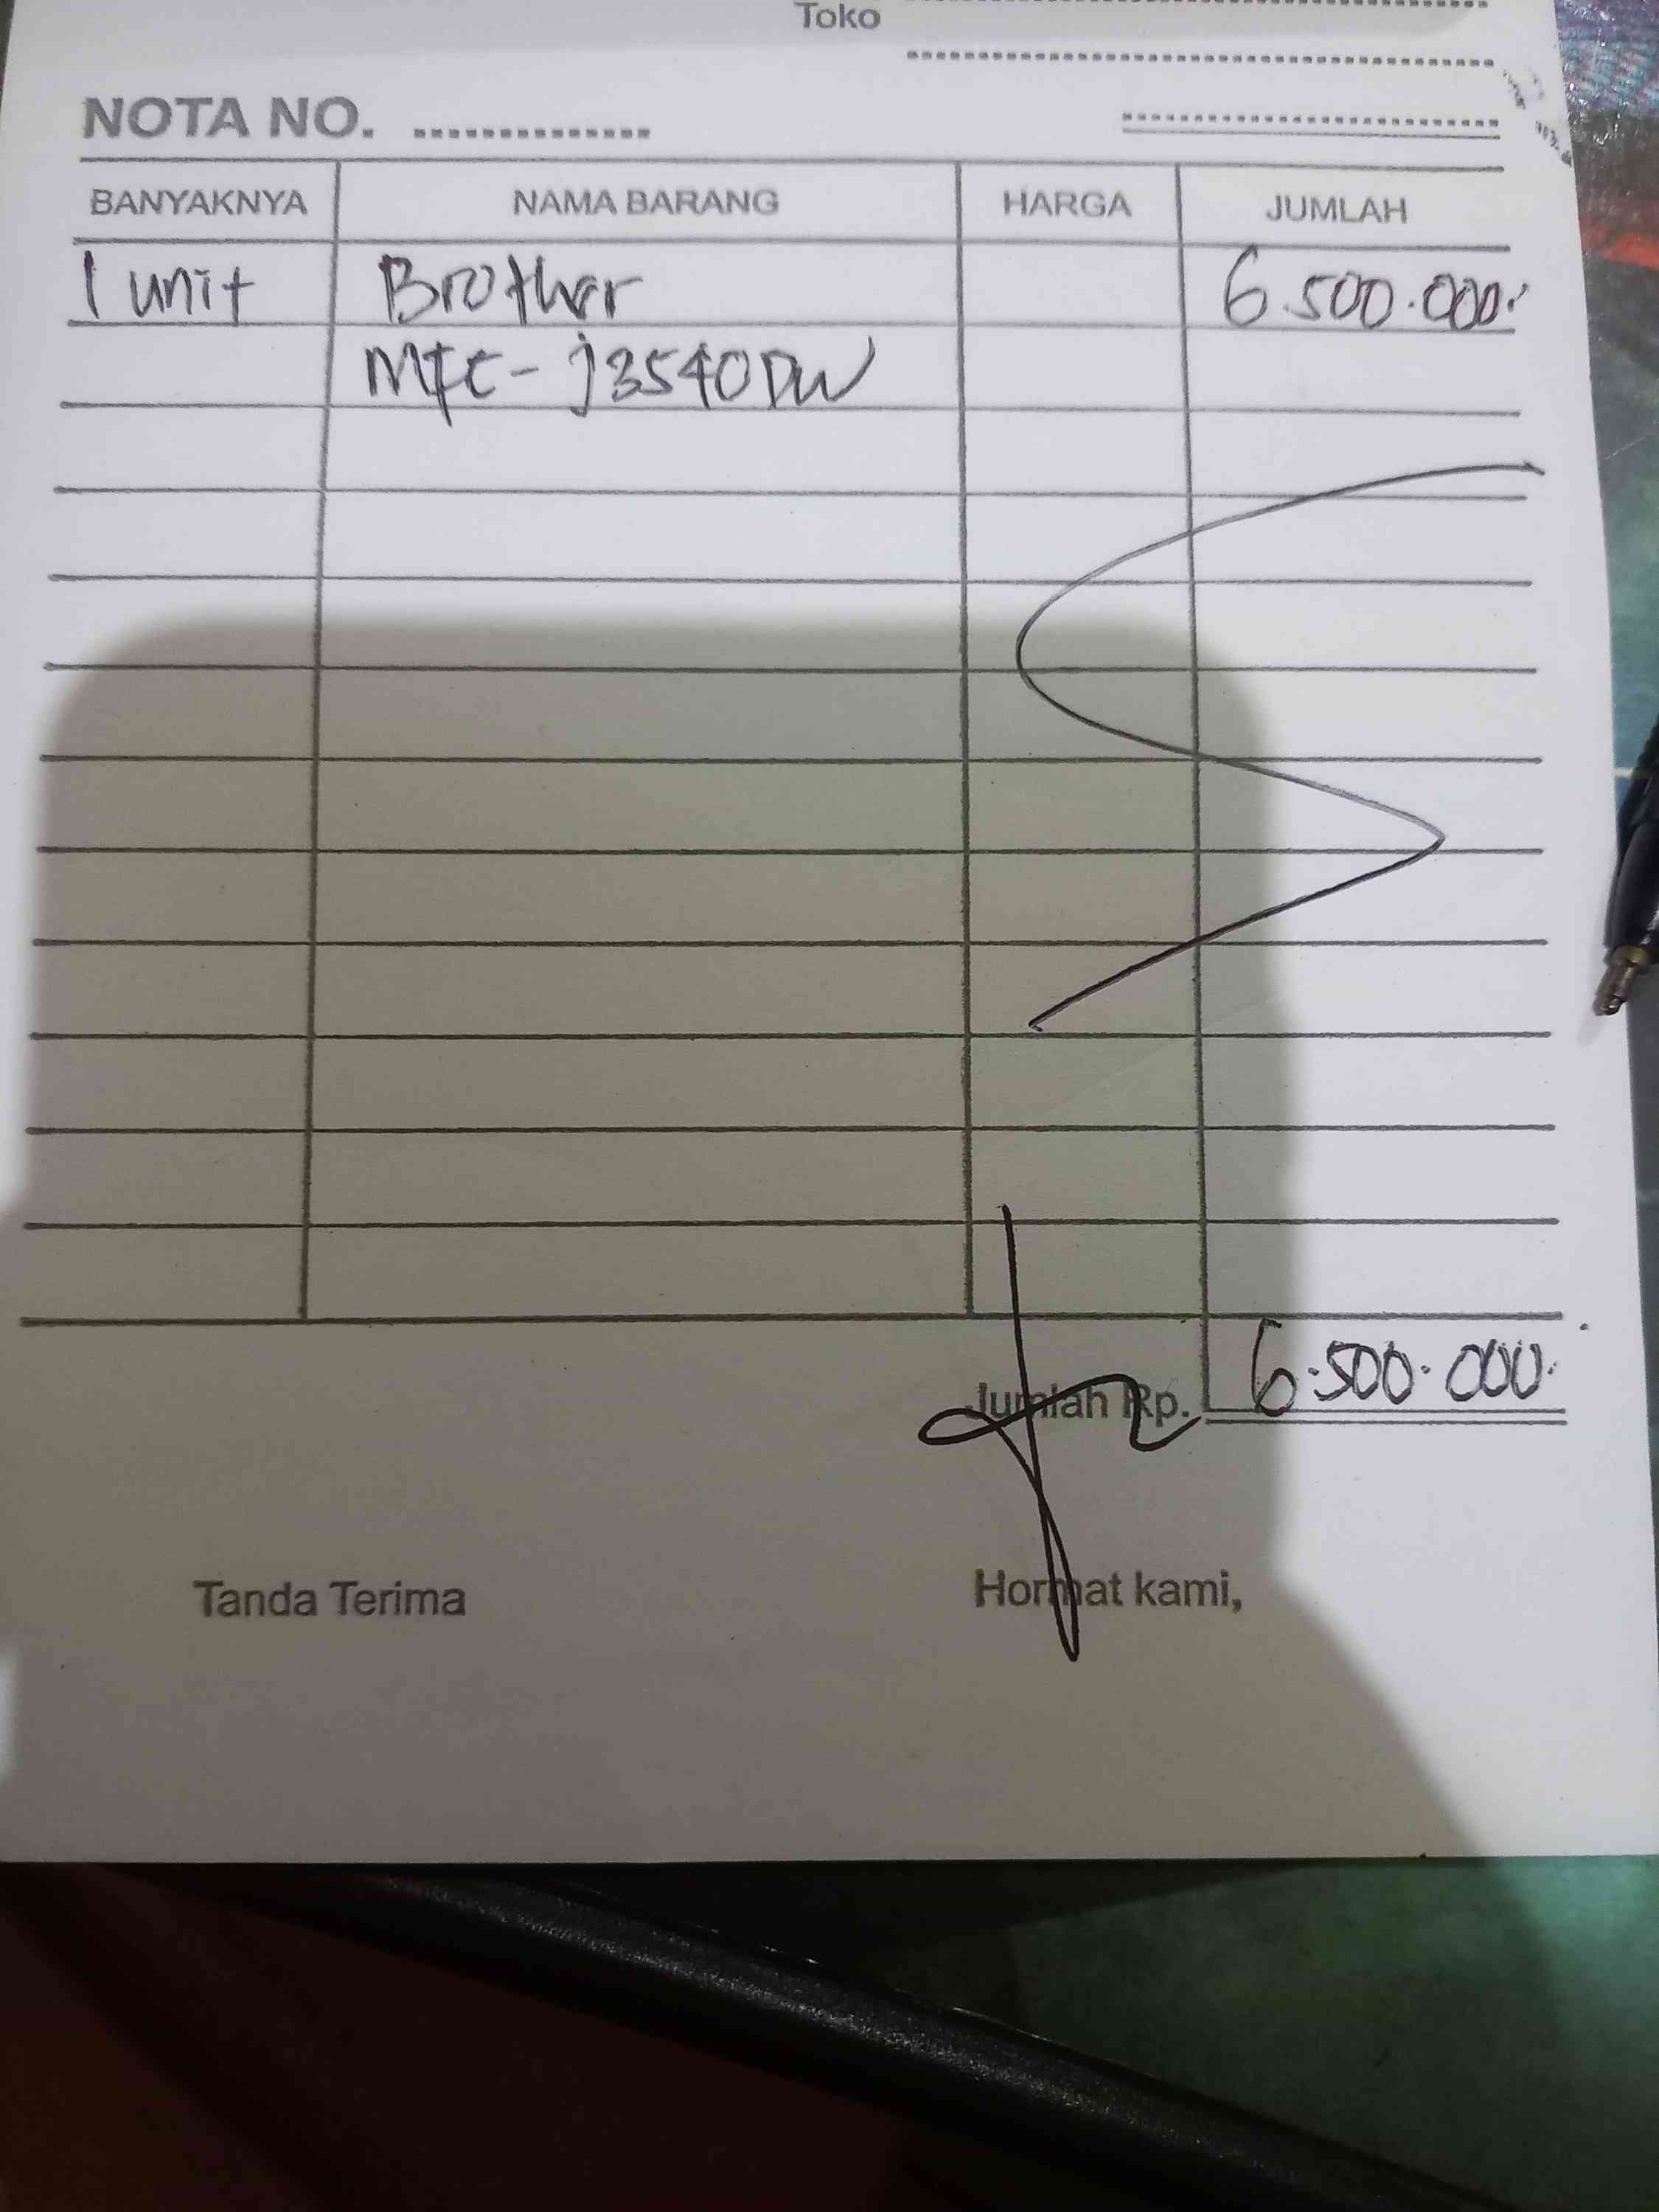 Toko
NOTA NO.
BANYAKNYA NAMA BARANG HARGA JUMLAH
1 unit Brother 6.500.000.
MFC-J3540DW
Jumlah Rp. 6.500.000.
Tanda Terima Hormat kami,